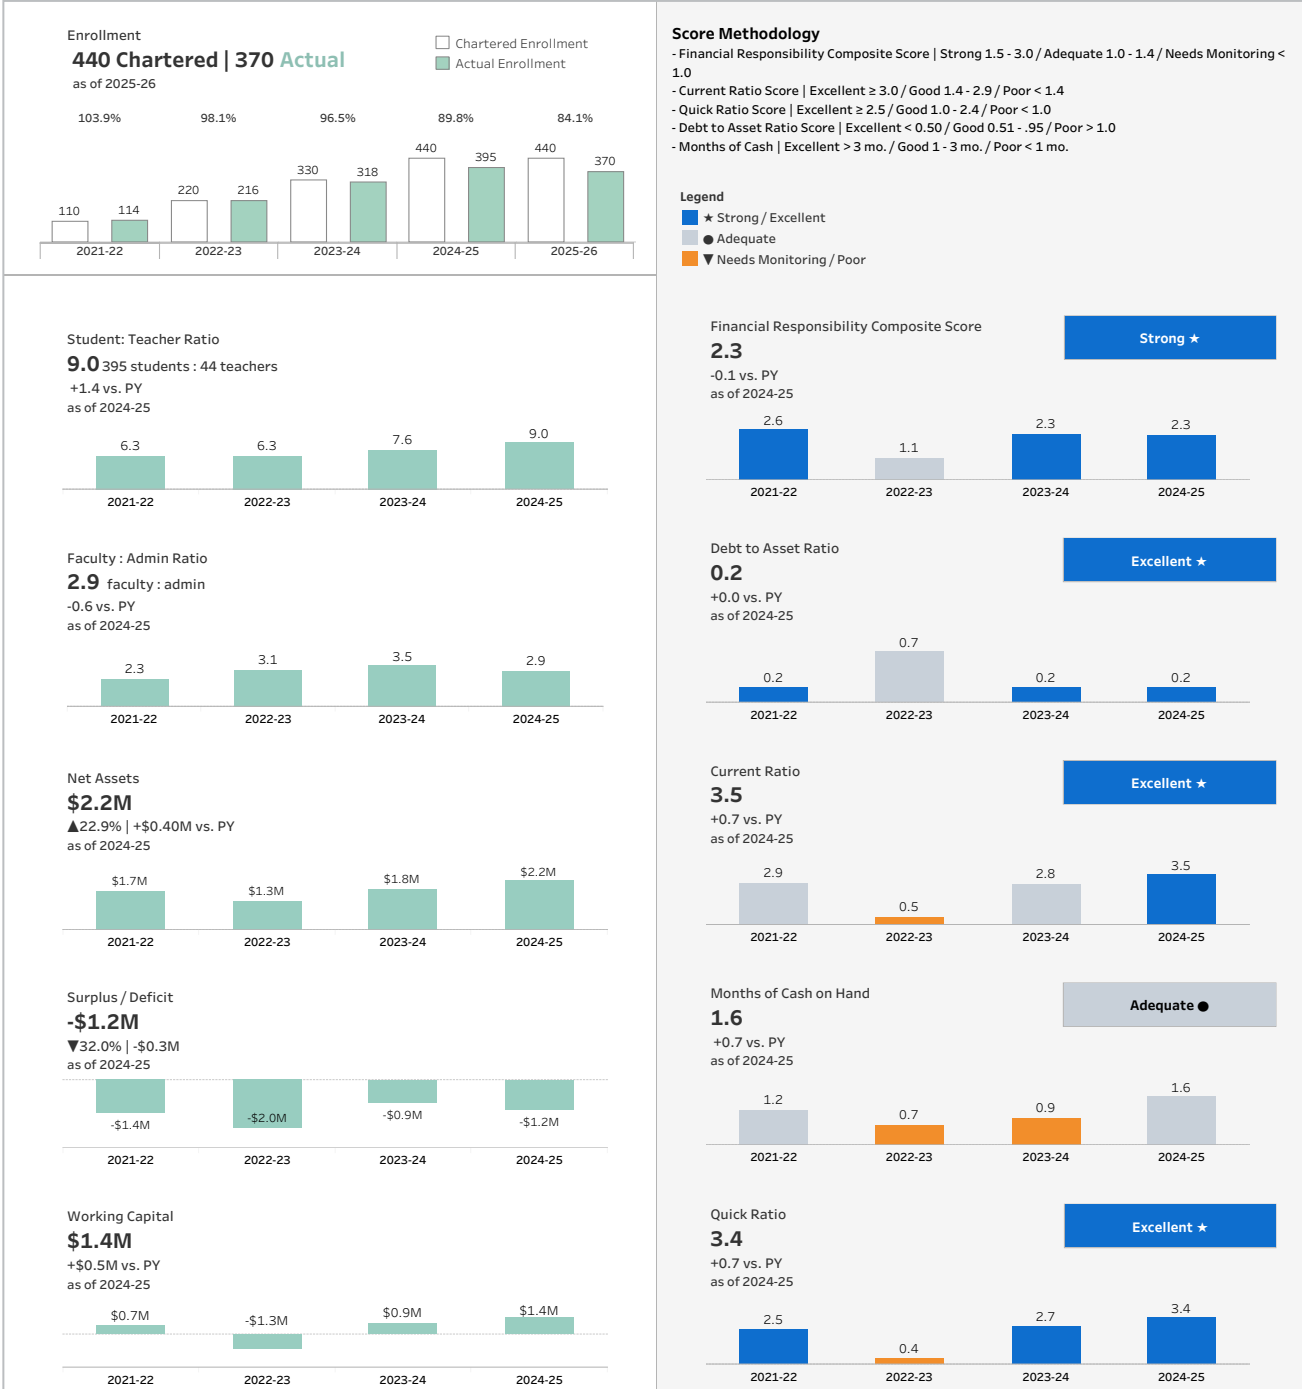 Enrollment
440 Chartered | 370 Actual
as of 2025-26
Chartered Enrollment
Actual Enrollment
103.9% 98.1% 96.5% 89.8% 84.1%
110 114 220 216 330 318 440 395 440 370
2021-22 2022-23 2023-24 2024-25 2025-26
Student: Teacher Ratio
9.0 395 students : 44 teachers
+1.4 vs. PY
as of 2024-25
6.3 6.3 7.6 9.0
2021-22 2022-23 2023-24 2024-25
Faculty : Admin Ratio
2.9 faculty : admin
-0.6 vs. PY
as of 2024-25
2.3 3.1 3.5 2.9
2021-22 2022-23 2023-24 2024-25
Net Assets
$2.2M
▲22.9% | +$0.40M vs. PY
as of 2024-25
$1.7M $1.3M $1.8M $2.2M
2021-22 2022-23 2023-24 2024-25
Surplus / Deficit
-$1.2M
▼32.0% | -$0.3M
as of 2024-25
-$1.4M -$2.0M -$0.9M -$1.2M
2021-22 2022-23 2023-24 2024-25
Working Capital
$1.4M
+$0.5M vs. PY
as of 2024-25
$0.7M -$1.3M $0.9M $1.4M
2021-22 2022-23 2023-24 2024-25
Score Methodology
- Financial Responsibility Composite Score | Strong 1.5 - 3.0 / Adequate 1.0 - 1.4 / Needs Monitoring <
1.0
- Current Ratio Score | Excellent ≥ 3.0 / Good 1.4 - 2.9 / Poor < 1.4
- Quick Ratio Score | Excellent ≥ 2.5 / Good 1.0 - 2.4 / Poor < 1.0
- Debt to Asset Ratio Score | Excellent < 0.50 / Good 0.51 - .95 / Poor > 1.0
- Months of Cash | Excellent > 3 mo. / Good 1 - 3 mo. / Poor < 1 mo.
Legend
★ Strong / Excellent
● Adequate
▼ Needs Monitoring / Poor
Financial Responsibility Composite Score
2.3
-0.1 vs. PY
as of 2024-25
Strong ★
2.6 1.1 2.3 2.3
2021-22 2022-23 2023-24 2024-25
Debt to Asset Ratio
0.2
+0.0 vs. PY
as of 2024-25
Excellent ★
0.2 0.7 0.2 0.2
2021-22 2022-23 2023-24 2024-25
Current Ratio
3.5
+0.7 vs. PY
as of 2024-25
Excellent ★
2.9 0.5 2.8 3.5
2021-22 2022-23 2023-24 2024-25
Months of Cash on Hand
1.6
+0.7 vs. PY
as of 2024-25
Adequate ●
1.2 0.7 0.9 1.6
2021-22 2022-23 2023-24 2024-25
Quick Ratio
3.4
+0.7 vs. PY
as of 2024-25
Excellent ★
2.5 0.4 2.7 3.4
2021-22 2022-23 2023-24 2024-25